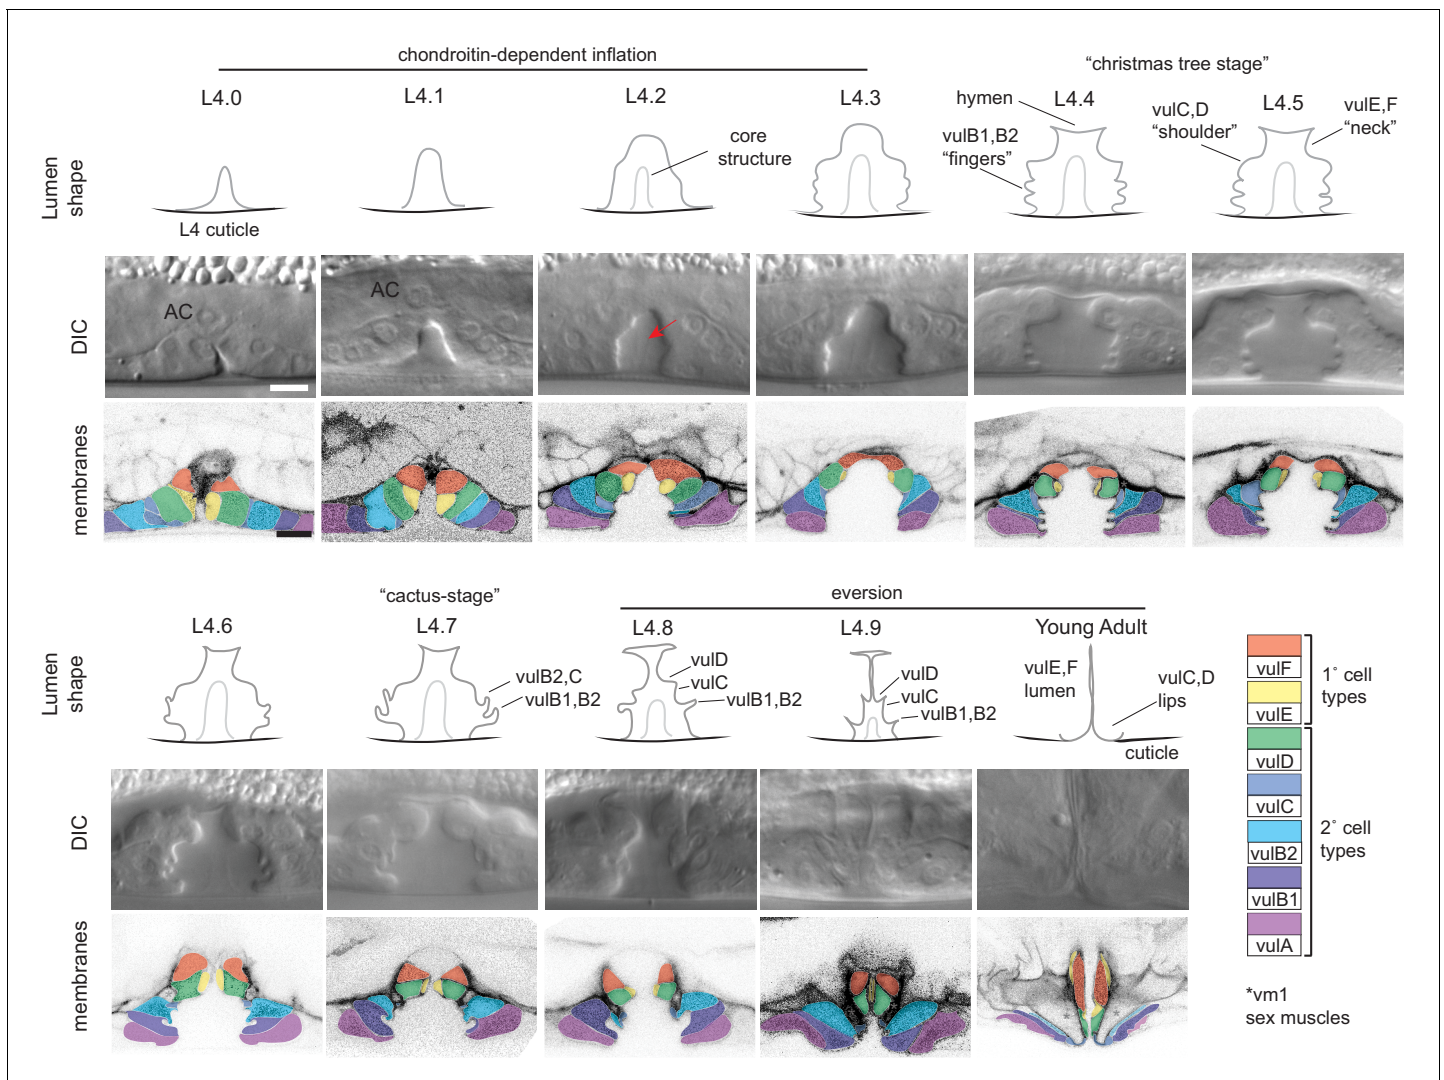 chondroitin-dependent inflation
“christmas tree stage”
L4.0
L4.1
L4.2
L4.3
L4.4
L4.5
hymen
vulC,D
“shoulder”
vulE,F
“neck”
vulB1,B2
“fingers”
core
structure
Lumen
shape
L4 cuticle
DIC
AC
AC
membranes
“cactus-stage”
eversion
L4.6
L4.7
L4.8
L4.9
Young Adult
Lumen
shape
vulB2,C
vulB1,B2
vulD
vulC
vulB1,B2
vulD
vulC
vulB1,B2
vulE,F
lumen
vulC,D
lips
cuticle
DIC
membranes
vulF
vulE
vulD
vulC
vulB2
vulB1
vulA
1˚ cell
types
2˚ cell
types
*vm1
sex muscles